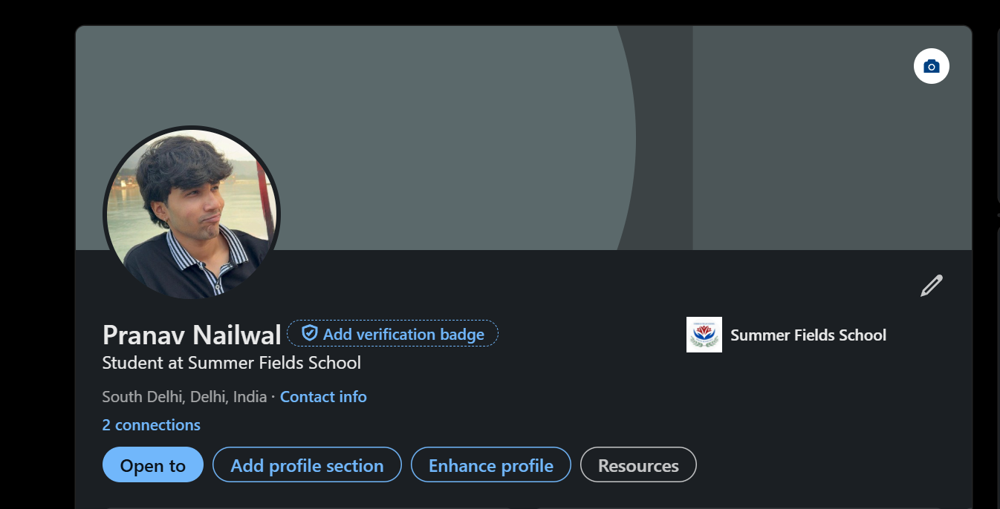 Pranav Nailwal
Add verification badge
Summer Fields School
Student at Summer Fields School
South Delhi, Delhi, India · Contact info
2 connections
Open to
Add profile section
Enhance profile
Resources